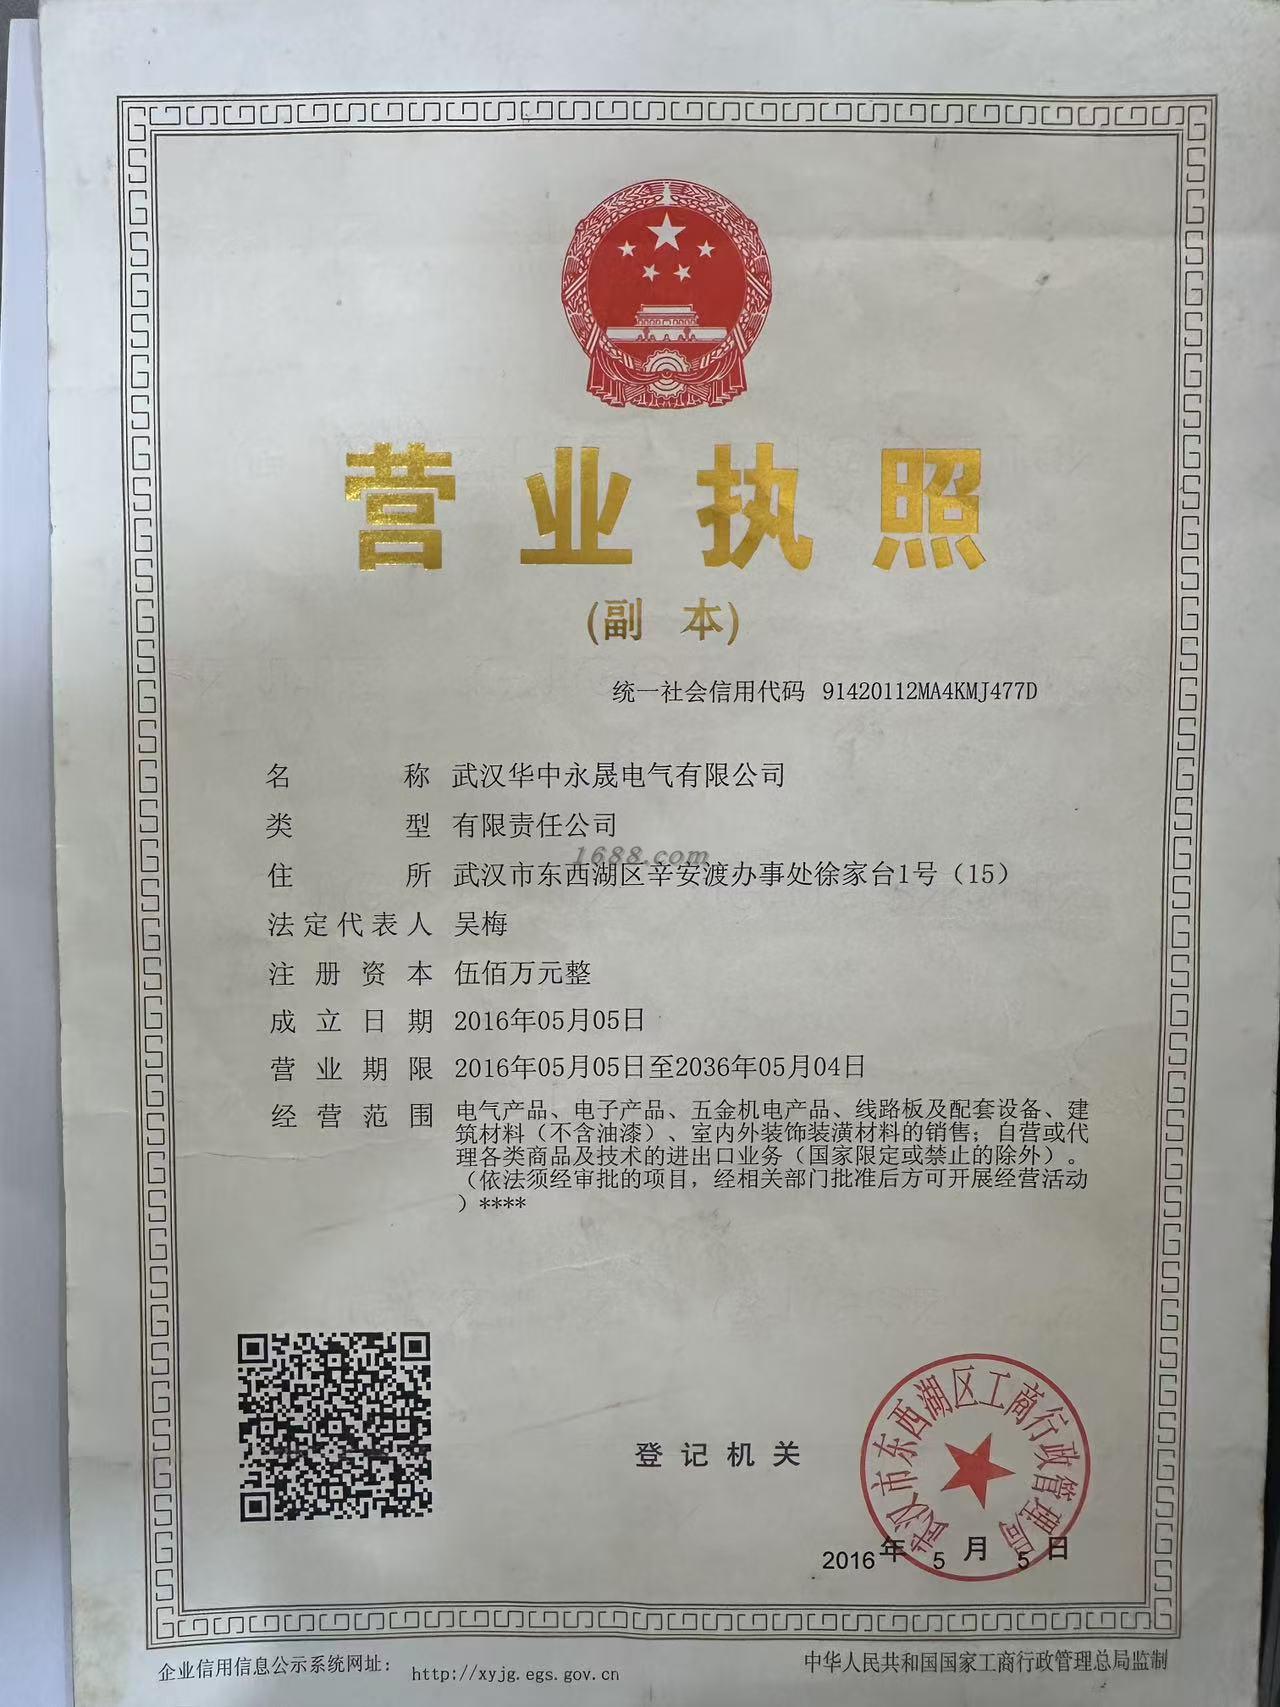 营业执照
(副 本)
统一社会信用代码 91420112MA4KMJ477D
名称 武汉华中永晟电气有限公司
类型 有限责任公司
1688.com
住所 武汉市东西湖区辛安渡办事处徐家台1号（15）
法定代表人 吴梅
注册资本 伍佰万元整
成立日期 2016年05月05日
营业期限 2016年05月05日至2036年05月04日
经营范围 电气产品、电子产品、五金机电产品、线路板及配套设备、建
筑材料（不含油漆）、室内外装饰装潢材料的销售；自营或代
理各类商品及技术的进出口业务（国家限定或禁止的除外）。
（依法须经审批的项目，经相关部门批准后方可开展经营活动
）****
登记机关
武汉市东西湖区工商行政管理局
2016年5月5日
企业信用信息公示系统网址： http://xyjg.egs.gov.cn
中华人民共和国国家工商行政管理总局监制